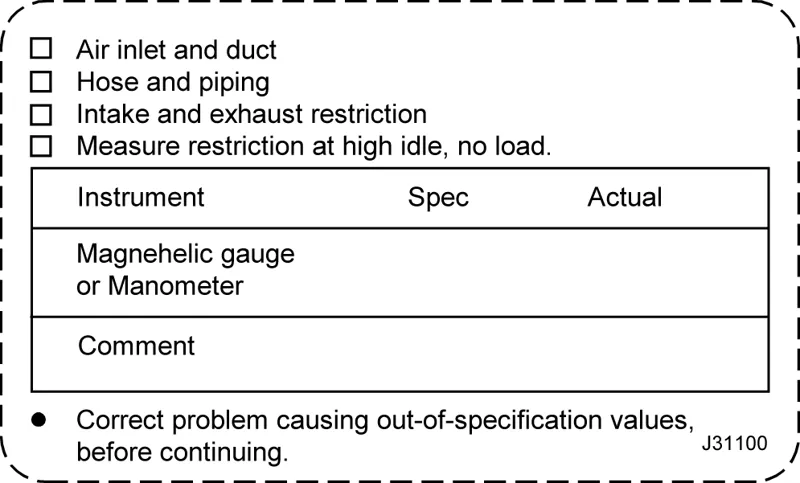 Air inlet and duct
Hose and piping
Intake and exhaust restriction
Measure restriction at high idle, no load.
Instrument Spec Actual
Magnehelic gauge
or Manometer
Comment
Correct problem causing out-of-specification values,
before continuing.
J31100